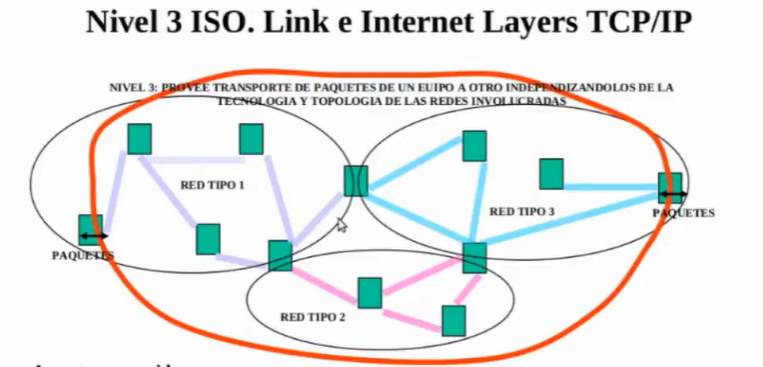 Nivel 3 ISO. Link e Internet Layers TCP/IP
NIVEL 3: PROVEE TRANSPORTE DE PAQUETES DE UN EUIPO A OTRO INDEPENDIZANDOLOS DE LA
TECNOLOGIA Y TOPOLOGIA DE LAS REDES INVOLUCRADAS
RED TIPO 1
RED TIPO 3
PAQUETES
PAQUETES
RED TIPO 2